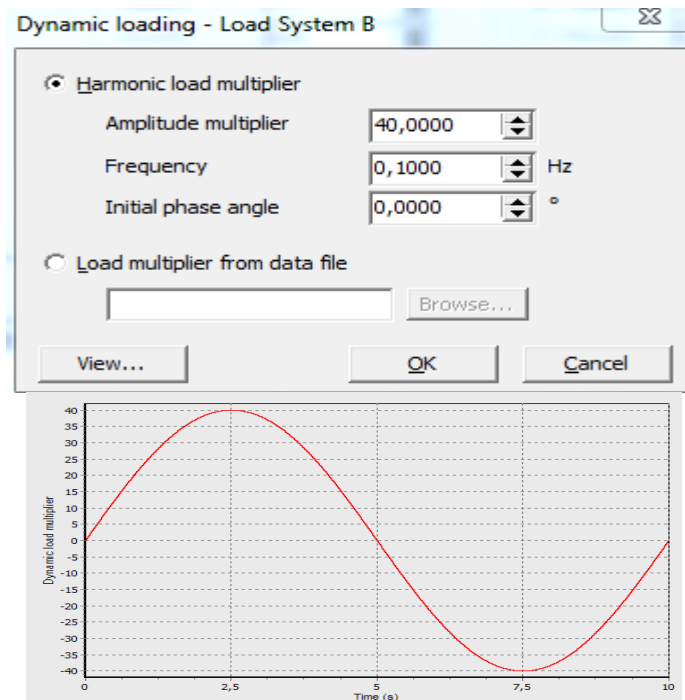 Dynamic loading - Load System B
Harmonic load multiplier
Amplitude multiplier 40,0000
Frequency 0,1000 Hz
Initial phase angle 0,0000 °
Load multiplier from data file
Browse...
View... OK Cancel
40
35
30
25
20
15
10
5
0
-5
-10
-15
-20
-25
-30
-35
-40
Dynamic load multiplier
0 2,5 5 7,5 10
Time (s)